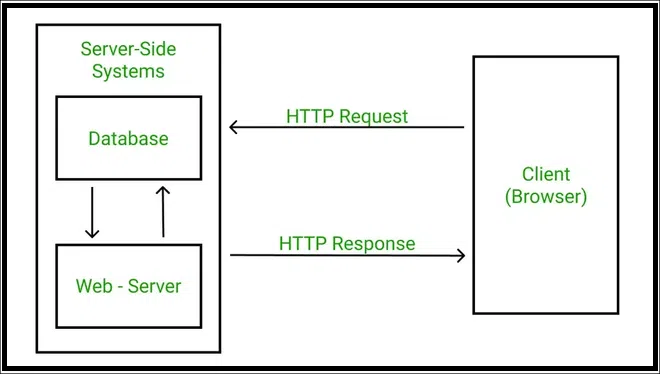 Server-Side
Systems
Database
Web - Server
HTTP Request
HTTP Response
Client
(Browser)